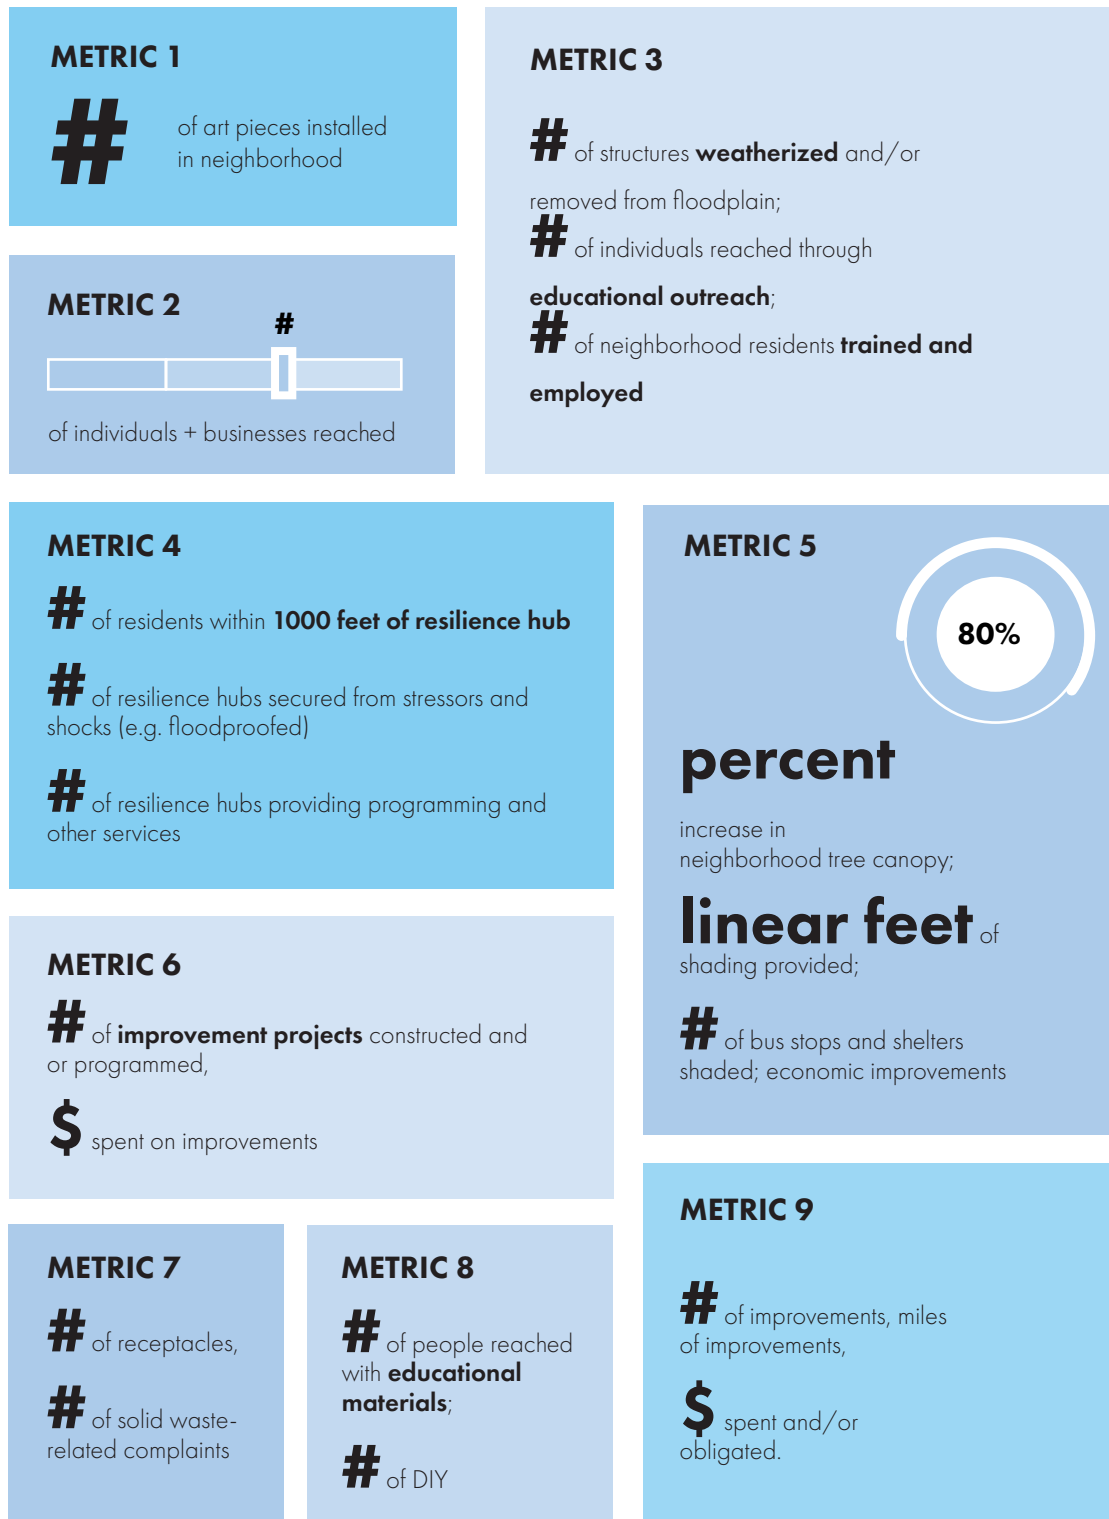 METRIC 1
# of art pieces installed
in neighborhood
METRIC 2
#
of individuals + businesses reached
METRIC 3
# of structures weatherized and/or
removed from floodplain;
# of individuals reached through
educational outreach;
# of neighborhood residents trained and
employed
METRIC 4
# of residents within 1000 feet of resilience hub
# of resilience hubs secured from stressors and
shocks (e.g. floodproofed)
# of resilience hubs providing programming and
other services
METRIC 5
80%
percent
increase in
neighborhood tree canopy;
linear feet of
shading provided;
# of bus stops and shelters
shaded; economic improvements
METRIC 6
# of improvement projects constructed and
or programmed,
$ spent on improvements
METRIC 7
# of receptacles,
# of solid waste-
related complaints
METRIC 8
# of people reached
with educational
materials;
# of DIY
METRIC 9
# of improvements, miles
of improvements,
$ spent and/or
obligated.